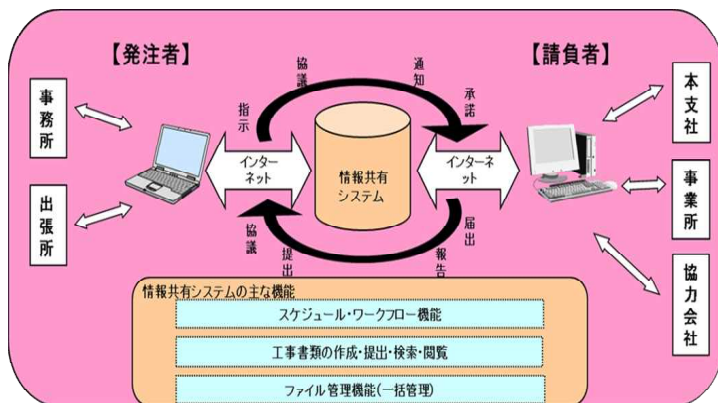 【発注者】
【請負者】
協議
通知
指示
承諾
事務所
出張所
インター
ネット
情報共有
システム
インターネ
ット
本支社
事業所
協力会社
協議
提出
報告
届出
情報共有システムの主な機能
スケジュール・ワークフロー機能
工事書類の作成・提出・検索・閲覧
ファイル管理機能(一括管理)